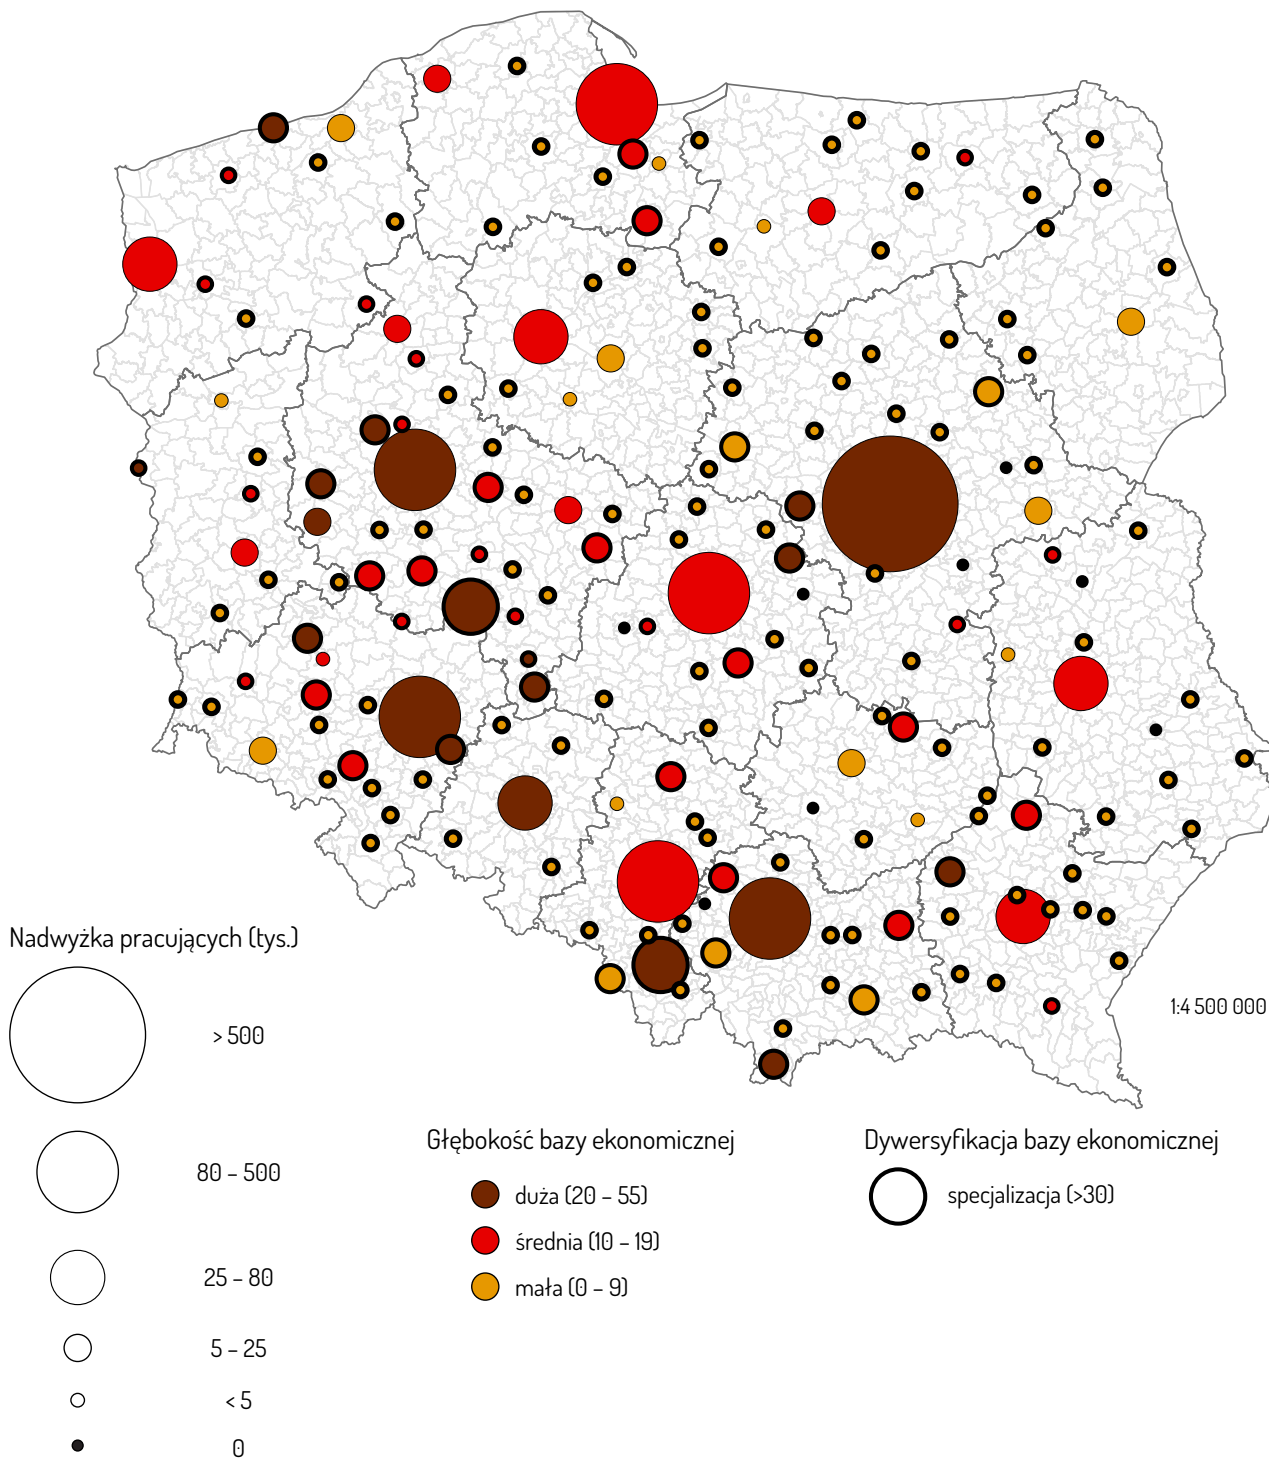 Nadwyżka pracujących (tys.)
> 500
80 – 500
25 – 80
5 – 25
< 5
0
1:4 500 000
Głębokość bazy ekonomicznej
duża (20 – 55)
średnia (10 – 19)
mała (0 – 9)
Dywersyfikacja bazy ekonomicznej
specjalizacja (>30)